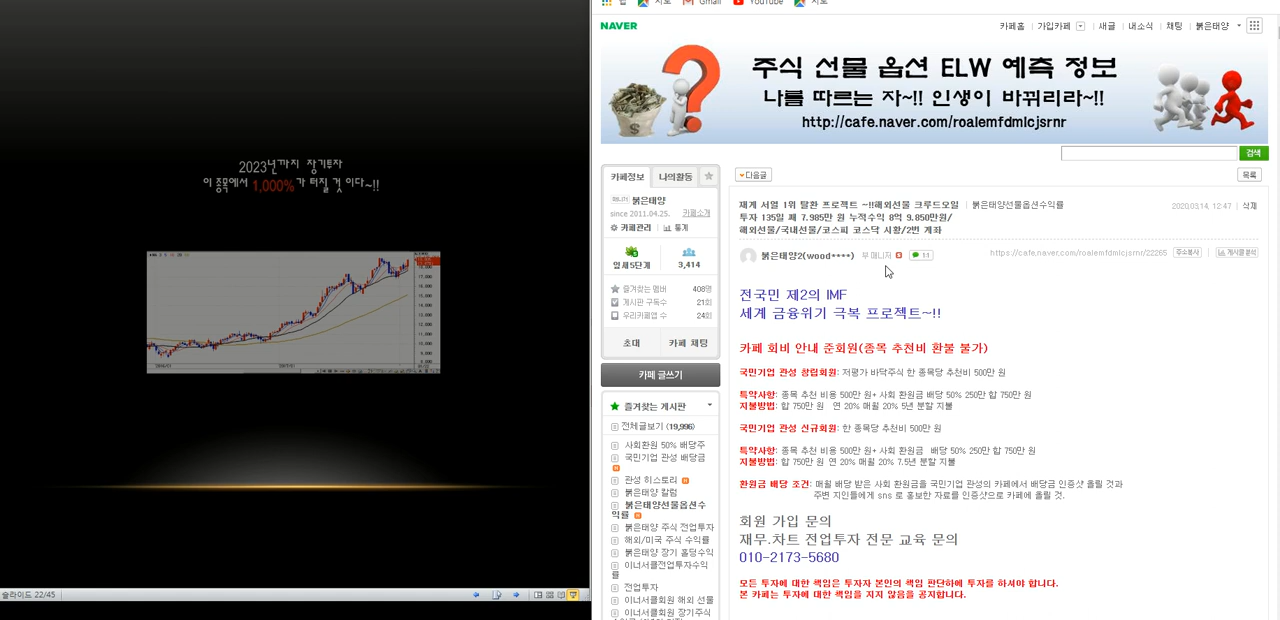 2023년까지 장기투자
이 종목에서 1,000%가 터질 것 이다~!!
슬라이드 22/45
지도 Gmail YouTube 지도
NAVER
카페홈 가입카페 새글 내소식 채팅 붉은태양
주식 선물 옵션 ELW 예측 정보
나를 따르는 자~!! 인생이 바뀌리라~!!
http://cafe.naver.com/roalemfdmlcjsrnr
검색
카페정보 나의활동
매니저 붉은태양
since 2011.04.25. 카페소개
카페관리 통계
잎새5단계 3,414
즐겨찾는 멤버 408명
게시판 구독수 21회
우리카페앱 수 24회
초대 카페 채팅
카페 글쓰기
즐겨찾는 게시판
전체글보기 (19,996)
사회환원 50% 배당주
국민기업 관성 배당금
관성 히스토리
붉은태양 칼럼
붉은태양선물옵션수
익률
붉은태양 주식 전업투자
해외/미국 주식 수익률
붉은태양 장기 홀딩수익
이너서클전업투자수익
률
전업투자
이너서클회원 해외 선물
이너서클회원 장기주식
다음글 목록
재계 서열 1위 탈환 프로젝트 ~!!해외선물 크루드오일 붉은태양선물옵션수익률 2020.03.14. 12:47 삭제
투자 135일 째 7.985만 원 누적수익 8억 9.850만원/
해외선물/국내선물/코스피 코스닥 시황/2번 계좌
붉은태양2(wood****) 부매니저 11 https://cafe.naver.com/roalemfdmlcjsrnr/22265 주소복사 게시글 분석
전국민 제2의 IMF
세계 금융위기 극복 프로젝트~!!
카페 회비 안내 준회원(종목 추천비 환불 불가)
국민기업 관성 창립회원: 저평가 바닥주식 한 종목당 추천비 500만 원
특약사항: 종목 추천 비용 500만 원+ 사회 환원금 배당 50% 250만 합 750만 원
지불방법: 합 750만 원 연 20% 매월 20% 5년 분할 지불
국민기업 관성 신규회원: 한 종목당 추천비 500만 원
특약사항: 종목 추천 비용 500만 원+ 사회 환원금 배당 50% 250만 합 750만 원
지불방법: 합 750만 원 연 20% 매월 20% 7.5년 분할 지불
환원금 배당 조건: 매월 배당 받은 사회 환원금을 국민기업 관성의 카페에서 배당금 인증샷 올릴 것과
주변 지인들에게 sns 로 홍보한 자료를 인증샷으로 카페에 올릴 것.
회원 가입 문의
재무.차트 전업투자 전문 교육 문의
010-2173-5680
모든 투자에 대한 책임은 투자자 본인의 책임 판단하에 투자를 하셔야 합니다.
본 카페는 투자에 대한 책임을 지지 않음을 공지합니다.